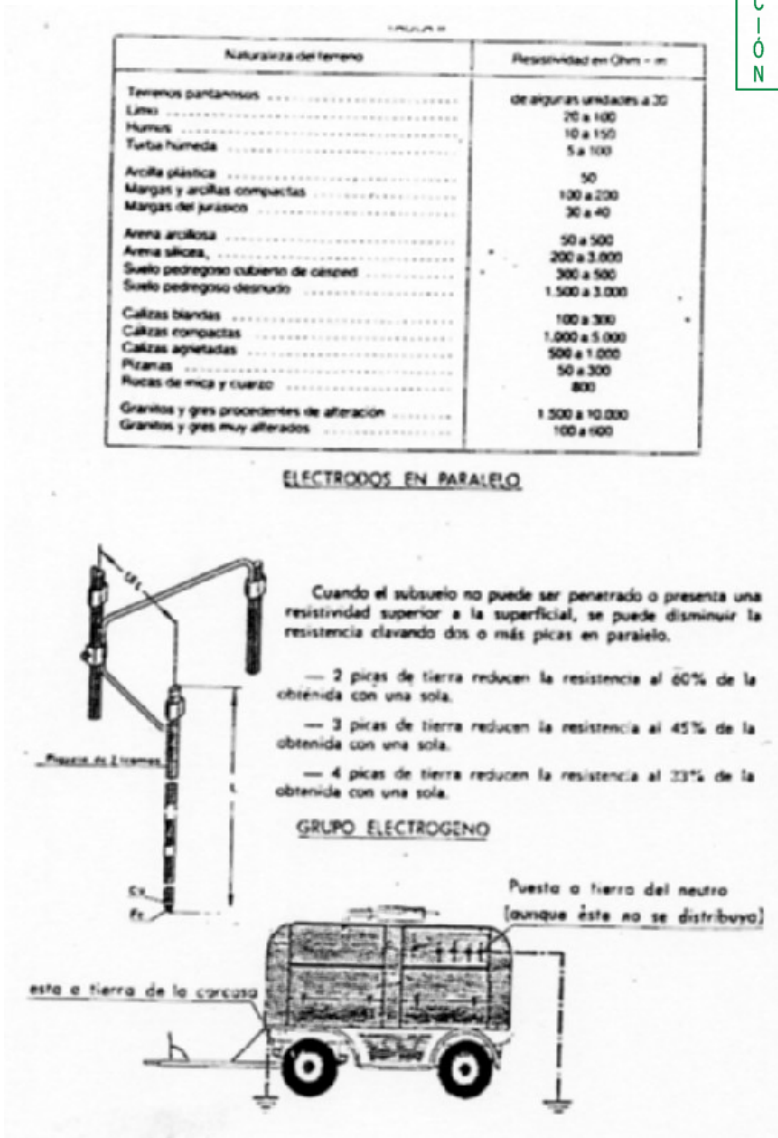 C
I
Ó
N
Naturaleza del terreno Resistividad en Ohm - m
Terrenos pantanosos de algunas unidades a 30
Limo 20 a 100
Humus 10 a 150
Turba húmeda 5 a 100
Arcilla plástica 50
Margas y arcillas compactas 100 a 200
Margas del jurásico 30 a 40
Arena arcillosa 50 a 500
Arena silícea 200 a 3.000
Suelo pedregoso cubierto de césped 300 a 500
Suelo pedregoso desnudo 1.500 a 3.000
Calizas blandas 100 a 300
Calizas compactas 1.000 a 5.000
Calizas agrietadas 500 a 1.000
Pizarras 50 a 300
Rocas de mica y cuarzo 800
Granitos y gres procedentes de alteración 1.500 a 10.000
Granitos y gres muy alterados 100 a 600
ELECTRODOS EN PARALELO
Cuando el subsuelo no puede ser penetrado o presenta una
resistividad superior a la superficial, se puede disminuir la
resistencia clavando dos o más picas en paralelo.
— 2 picas de tierra reducen la resistencia al 60% de la
obtenida con una sola.
— 3 picas de tierra reducen la resistencia al 45% de la
obtenida con una sola.
— 4 picas de tierra reducen la resistencia al 33% de la
obtenida con una sola.
de 2 tramos
L
Cu
Fe
GRUPO ELECTROGENO
Puesta a tierra del neutro
(aunque éste no se distribuya)
esta a tierra de la carcasa